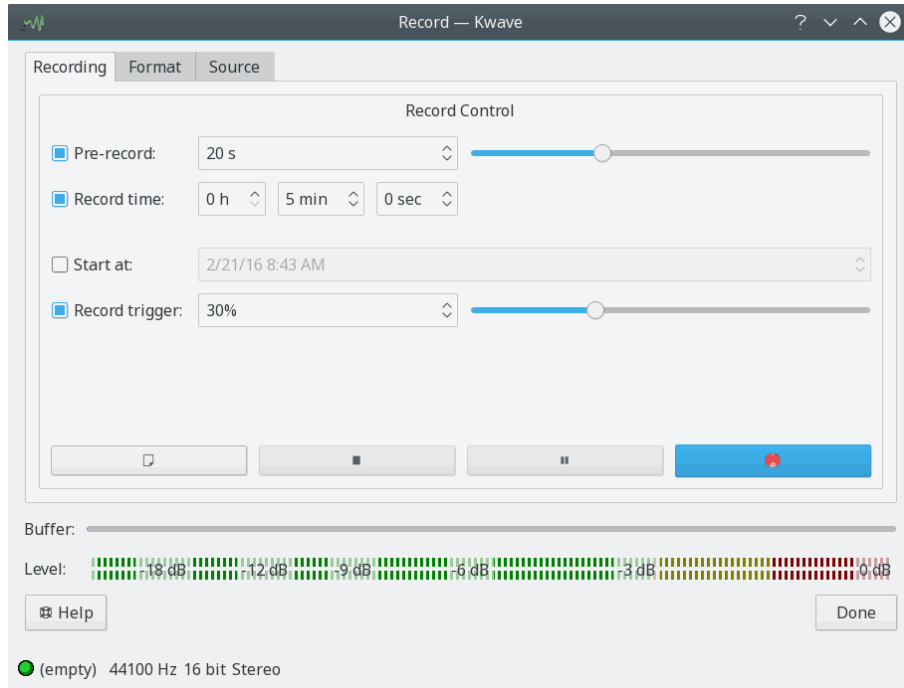 Record — Kwave
Recording Format Source
Record Control
Pre-record: 20 s
Record time: 0 h 5 min 0 sec
Start at: 2/21/16 8:43 AM
Record trigger: 30%
Buffer:
Level: -18 dB -12 dB -9 dB -6 dB -3 dB 0 dB
Help Done
(empty) 44100 Hz 16 bit Stereo